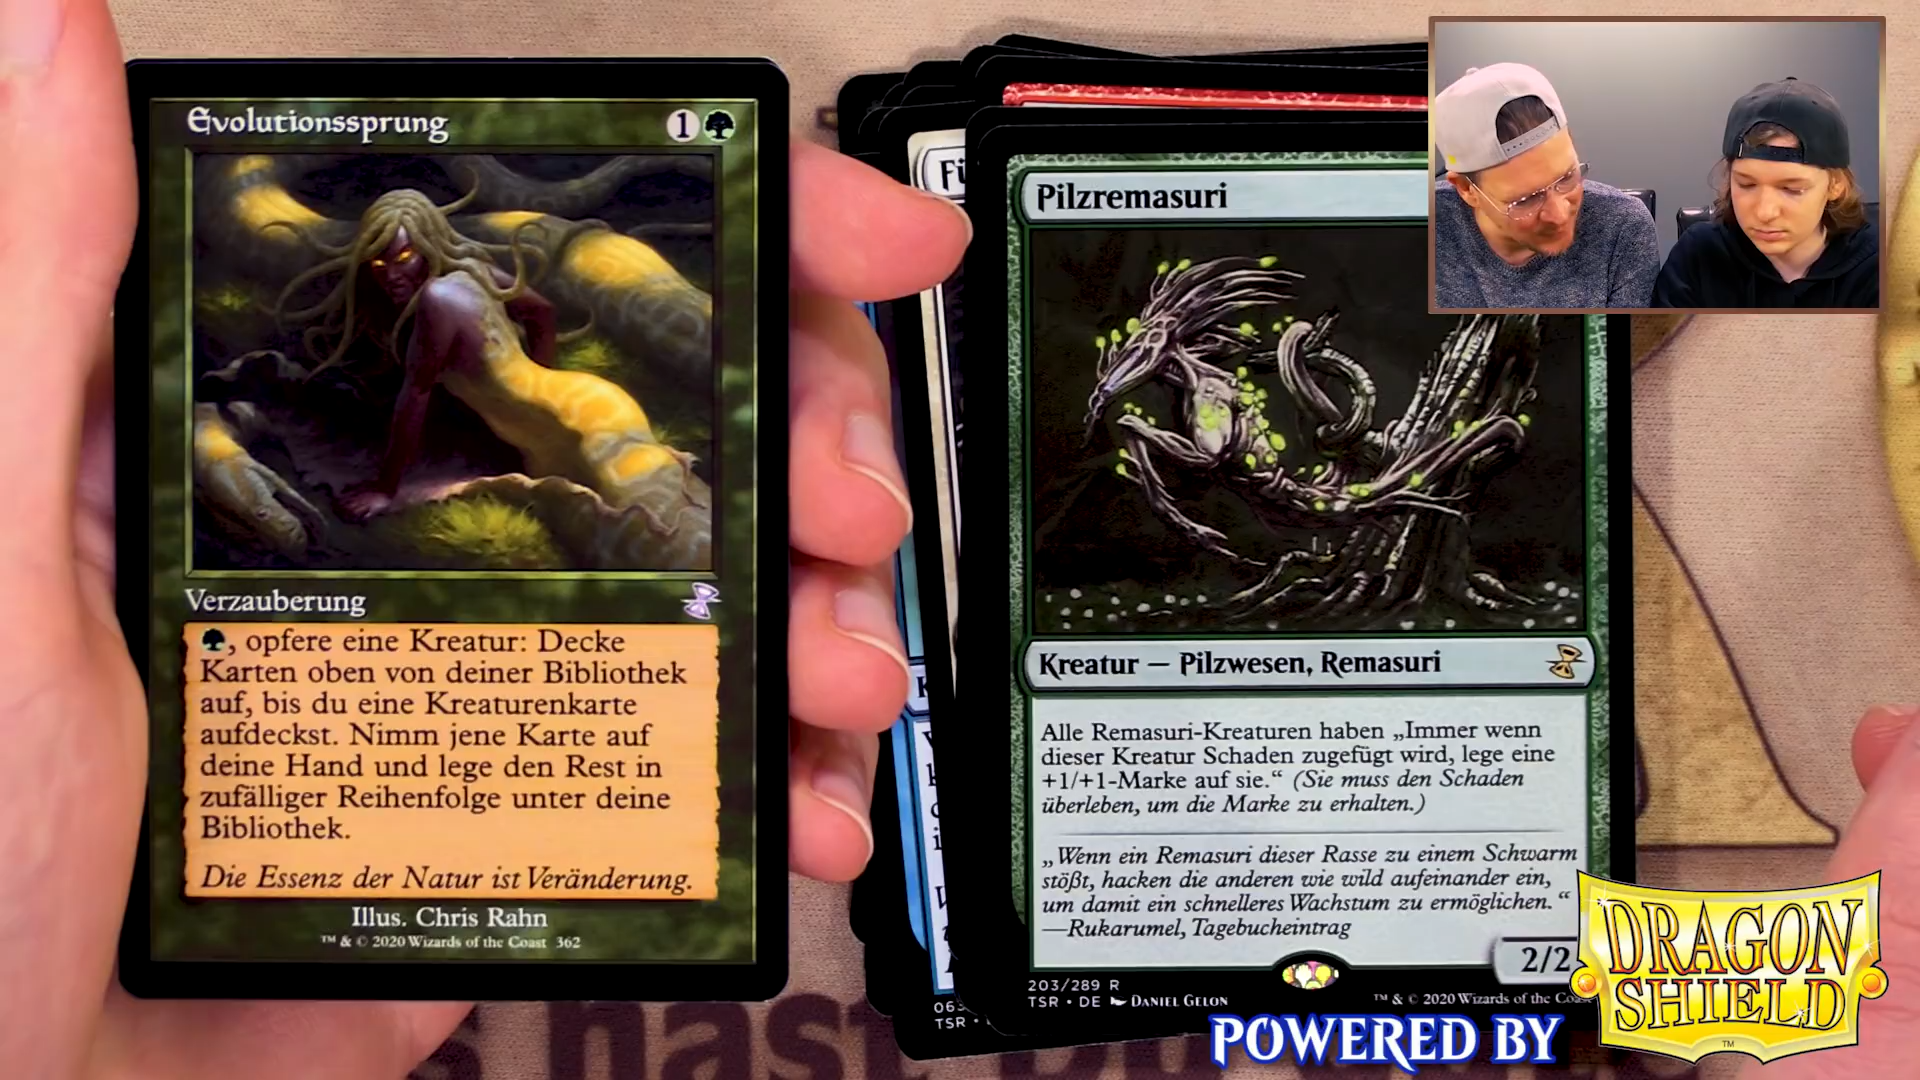 Evolutionssprung
1
Verzauberung
, opfere eine Kreatur: Decke
Karten oben von deiner Bibliothek
auf, bis du eine Kreaturenkarte
aufdeckst. Nimm jene Karte auf
deine Hand und lege den Rest in
zufälliger Reihenfolge unter deine
Bibliothek.
Die Essenz der Natur ist Veränderung.
Illus. Chris Rahn
™ & © 2020 Wizards of the Coast 362
Pilzremasuri
Kreatur — Pilzwesen, Remasuri
Alle Remasuri-Kreaturen haben „Immer wenn
dieser Kreatur Schaden zugefügt wird, lege eine
+1/+1-Marke auf sie.“ (Sie muss den Schaden
überleben, um die Marke zu erhalten.)
„Wenn ein Remasuri dieser Rasse zu einem Schwarm
stößt, hacken die anderen wie wild aufeinander ein,
um damit ein schnelleres Wachstum zu ermöglichen.“
—Rukarumel, Tagebucheintrag
2/2
203/289 R
TSR • DE Daniel Gelon
™ & © 2020 Wizards of the
063
TSR •
hast Du
POWERED BY
DRAGON
SHIELD
TM